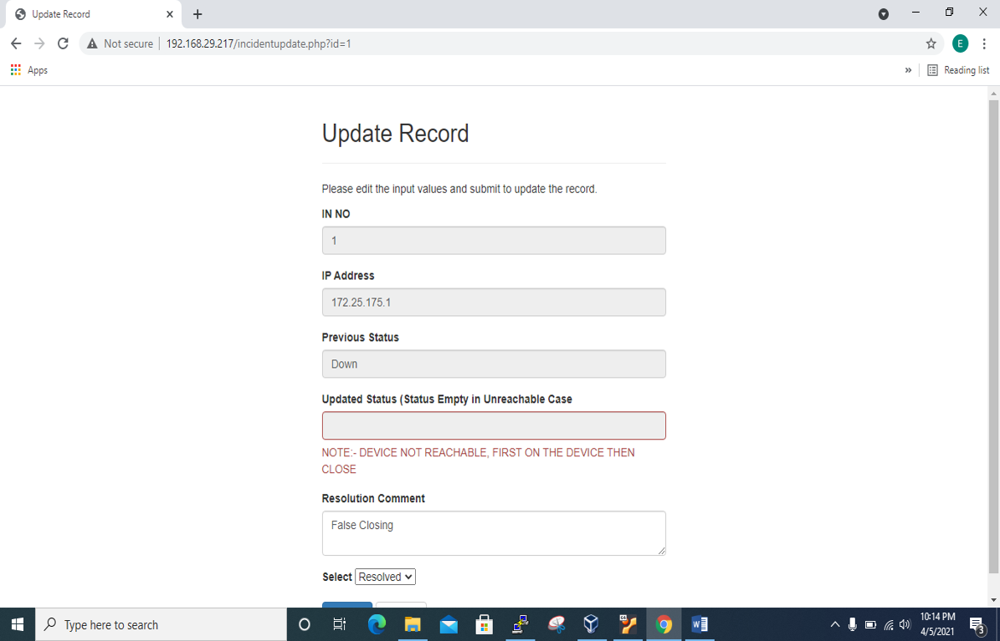 Update Record
Not secure
192.168.29.217/incidentupdate.php?id=1
E
Apps
»
Reading list
Update Record
Please edit the input values and submit to update the record.
IN NO
1
IP Address
172.25.175.1
Previous Status
Down
Updated Status (Status Empty in Unreachable Case
NOTE:- DEVICE NOT REACHABLE, FIRST ON THE DEVICE THEN
CLOSE
Resolution Comment
False Closing
Select Resolved
Type here to search
10:14 PM
4/5/2021
3